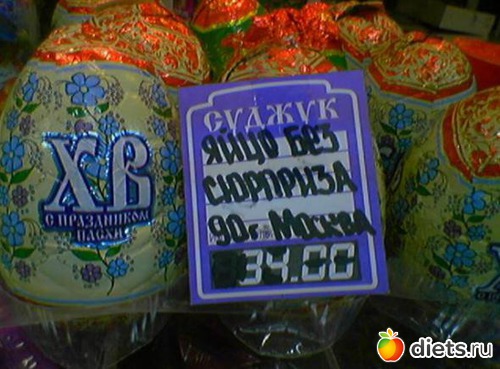 ХВ
С ПРАЗДНИКОМ
ПАСХИ
СУДЖУК
ЯЙЦО БЕЗ
СЮРПРИЗА
90г. МОСКВА
34.00
diets.ru